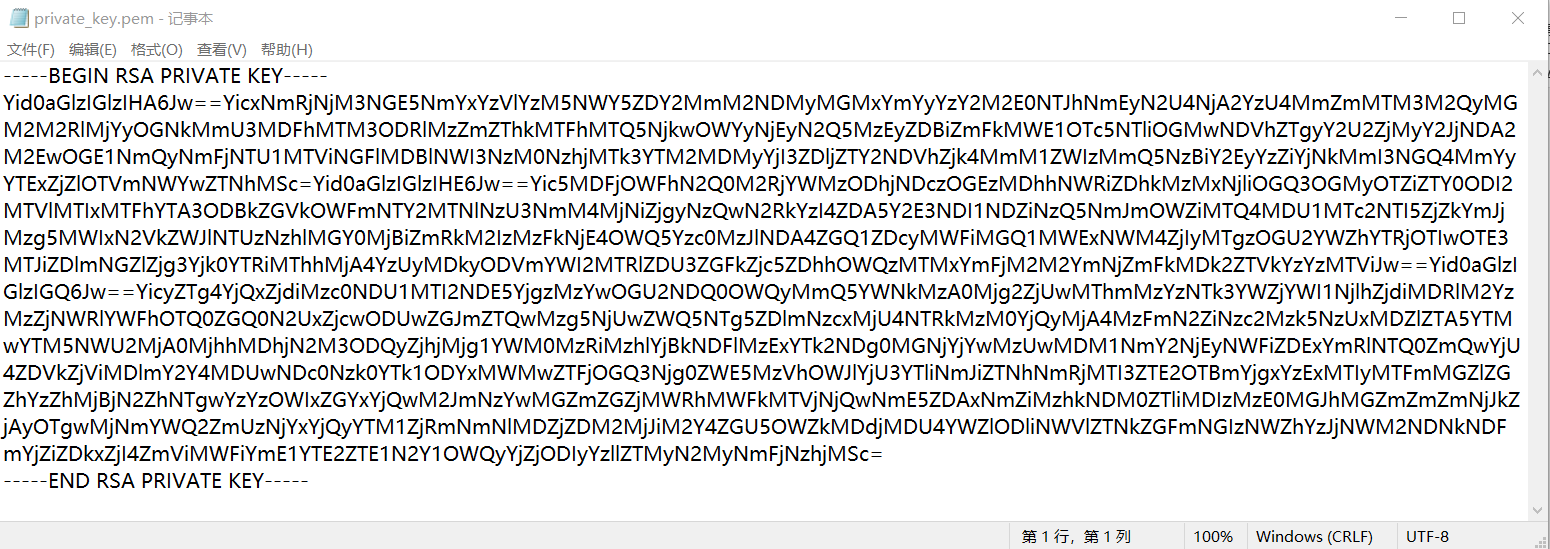 private_key.pem - 记事本
文件(F) 编辑(E) 格式(O) 查看(V) 帮助(H)
-----BEGIN RSA PRIVATE KEY-----
Yid0aGlzIGlzIHA6Jw==YicxNmRjNjM3NGE5NmYxYzVlYzM5NWY5ZDY2MmM2NDMyMGMxYmYyYzY2M2E0NTJhNmEyN2U4NjA2YzU4MmZmMTM3M2QyMG
M2M2RlMjYyOGNkMmU3MDFhMTM3ODRlMzZmZThkMTFhMTQ5NjkwOWYyNjEyN2Q5MzEyZDBiZmFkMWE1OTc5NTliOGMwNDVhZTgyY2U2ZjMyY2JjNDA2
M2EwOGE1NmQyNmFjNTU1MTViNGFlMDBlNWI3NzM0NzhjMTk3YTM2MDMyYjI3ZDljZTY2NDVhZjk4MmM1ZWIzMmQ5NzBiY2EyYzZiYjNkMmI3NGQ4MmYy
YTExZjZlOTVmNWYwZTNhMSc=Yid0aGlzIGlzIHE6Jw==Yic5MDFjOWFhN2Q0M2RjYWMzODhjNDczOGEzMDhhNWRiZDhkMzMxNjliOGQ3OGMyOTZiZTY0ODI2
MTVlMTIxMTFhYTA3ODBkZGVkOWFmNTY2MTNlNzU3NmM4MjNiZjgyNzQwN2RkYzI4ZDA5Y2E3NDI1NDZiNzQ5NmJmOWZiMTQ4MDU1MTc2NTI5ZjZkYmJj
Mzg5MWIxN2VkZWJlNTUzNzhlMGY0MjBiZmRkM2IzMzFkNjE4OWQ5Yzc0MzJlNDA4ZGQ1ZDcyMWFiMGQ1MWExNWM4ZjIyMTgzOGU2YWZhYTRjOTIwOTE3
MTJiZDlmNGZlZjg3Yjk0YTRiMThhMjA4YzUyMDkyODVmYWI2MTRlZDU3ZGFkZjc5ZDhhOWQzMTMxYmFjM2M2YmNjZmFkMDk2ZTVkYzYzMTViJw==Yid0aGlzI
GlzIGQ6Jw==YicyZTg4YjQxZjdiMzc0NDU1MTI2NDE5YjgzMzYwOGU2NDQ0OWQyMmQ5YWNkMzA0Mjg2ZjUwMThmMzYzNTk3YWZjYWI1NjlhZjdiMDRlM2Yz
MzZjNWRlYWFhOTQ0ZGQ0N2UxZjcwODUwZGJmZTQwMzg5NjUwZWQ5NTg5ZDlmNzcxMjU4NTRkMzM0YjQyMjA4MzFmN2ZiNzc2Mzk5NzUxMDZlZTA5YTM
wYTM5NWU2MjA0MjhhMDhjN2M3ODQyZjhjMjg1YWM0MzRiMzhlYjBkNDFlMzExYTk2NDg0MGNjYjYwMzUwMDM1NmY2NjEyNWFiZDExYmRlNTQ0ZmQwYjU
4ZDVkZjViMDlmY2Y4MDUwNDc0Nzk0YTk1ODYxMWMwZTFjOGQ3Njg0ZWE5MzVhOWJlYjU3YTliNmJiZTNhNmRjMTI3ZTE2OTBmYjgxYzExMTIyMTFmMGZlZG
ZhYzZhMjBjN2ZhNTgwYzYzOWIxZGYxYjQwM2JmNzYwMGZmZGZjMWRhMWFkMTVjNjQwNmE5ZDAxNmZiMzhkNDM0ZTliMDIzMzE0MGJhMGZmZmZmNjJkZ
jAyOTgwMjNmYWQ2ZmUzNjYxYjQyYTM1ZjRmNmNlMDZjZDM2MjJiM2Y4ZGU5OWZkMDdjMDU4YWZlODliNWVlZTNkZGFmNGIzNWZhYzJjNWM2NDNkNDF
mYjZiZDkxZjI4ZmViMWFiYmE1YTE2ZTE1N2Y1OWQyYjZjODIyYzllZTMyN2MyNmFjNzhjMSc=
-----END RSA PRIVATE KEY-----
第 1 行，第 1 列 100% Windows (CRLF) UTF-8